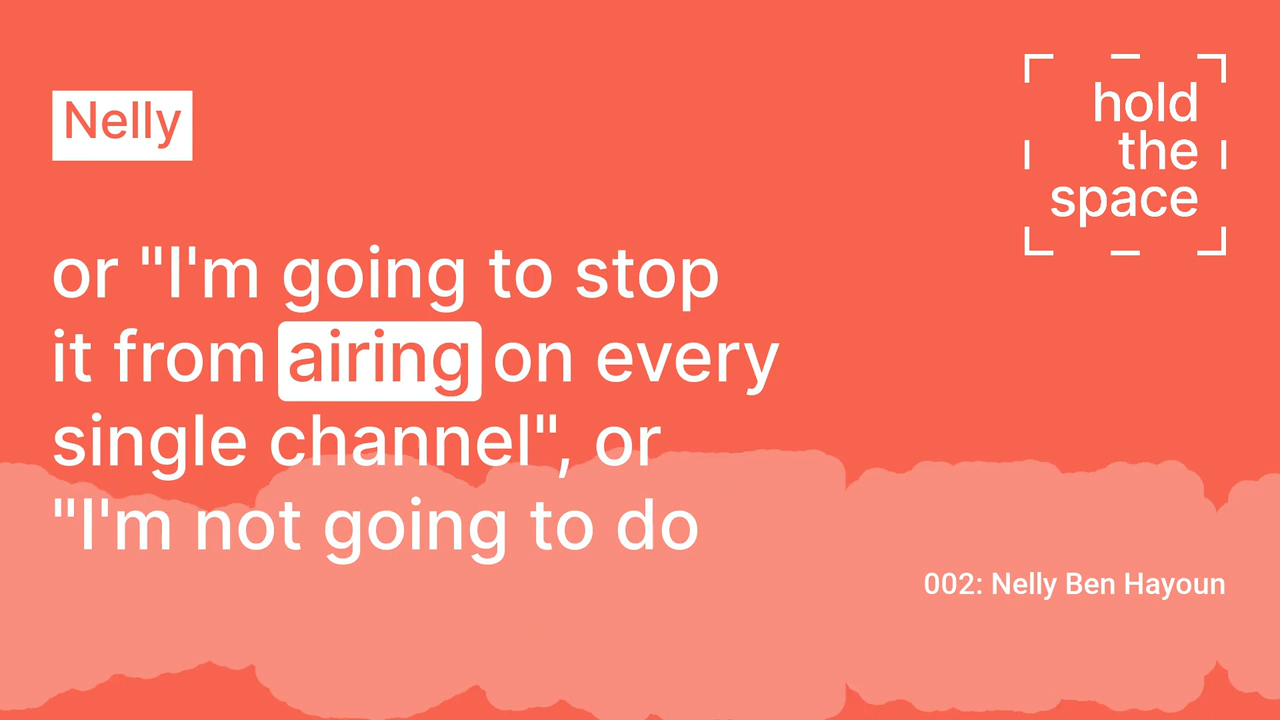 Nelly
hold
the
space
or "I'm going to stop
it from airing on every
single channel", or
"I'm not going to do
002: Nelly Ben Hayoun